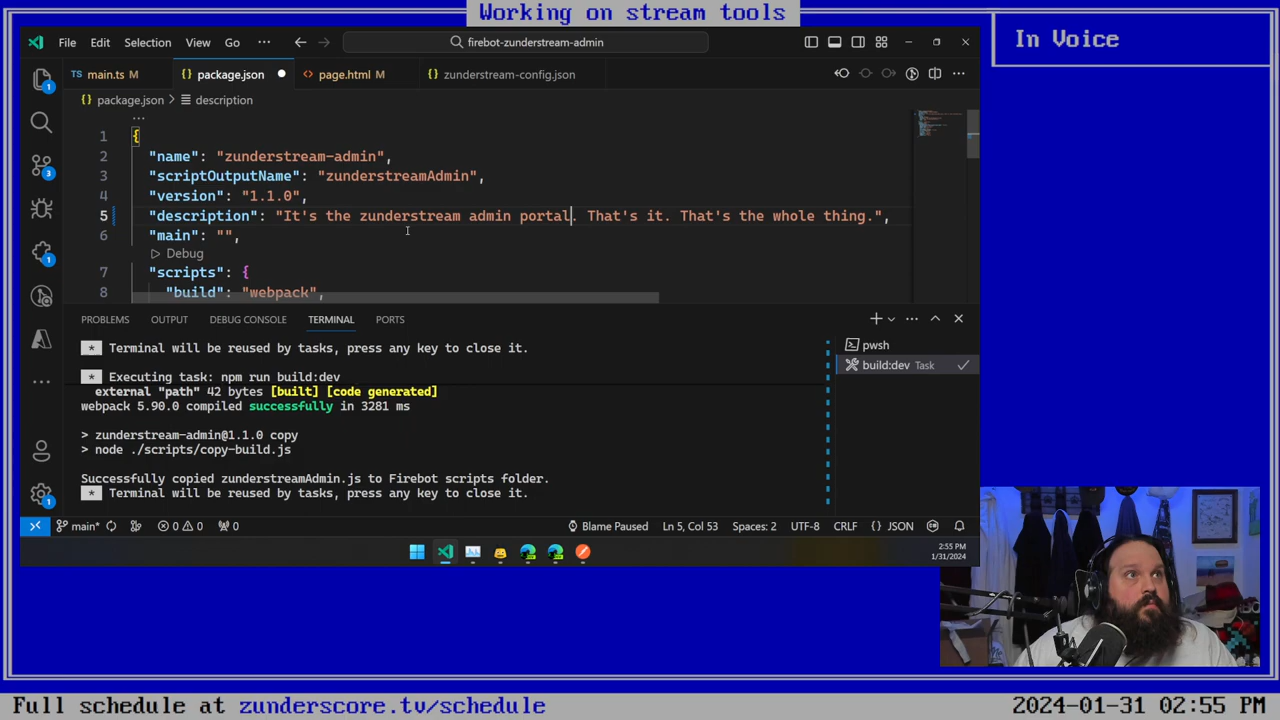 Working on stream tools
In Voice
File Edit Selection View Go ··· firebot-zunderstream-admin
main.ts M {} package.json page.html M {} zunderstream-config.json
{} package.json > description
···
1 {
2 "name": "zunderstream-admin",
3 "scriptOutputName": "zunderstreamAdmin",
4 "version": "1.1.0",
5 "description": "It's the zunderstream admin portal. That's it. That's the whole thing.",
6 "main": "",
Debug
7 "scripts": {
8 "build": "webpack",
PROBLEMS OUTPUT DEBUG CONSOLE TERMINAL PORTS
* Terminal will be reused by tasks, press any key to close it.
* Executing task: npm run build:dev
external "path" 42 bytes [built] [code generated]
webpack 5.90.0 compiled successfully in 3281 ms
> zunderstream-admin@1.1.0 copy
> node ./scripts/copy-build.js
Successfully copied zunderstreamAdmin.js to Firebot scripts folder.
* Terminal will be reused by tasks, press any key to close it.
pwsh
build:dev Task
1
3
1
1
main* 0 0 0 Blame Paused Ln 5, Col 53 Spaces: 2 UTF-8 CRLF {} JSON
2:55 PM
1/31/2024
Full schedule at zunderscore.tv/schedule 2024-01-31 02:55 PM